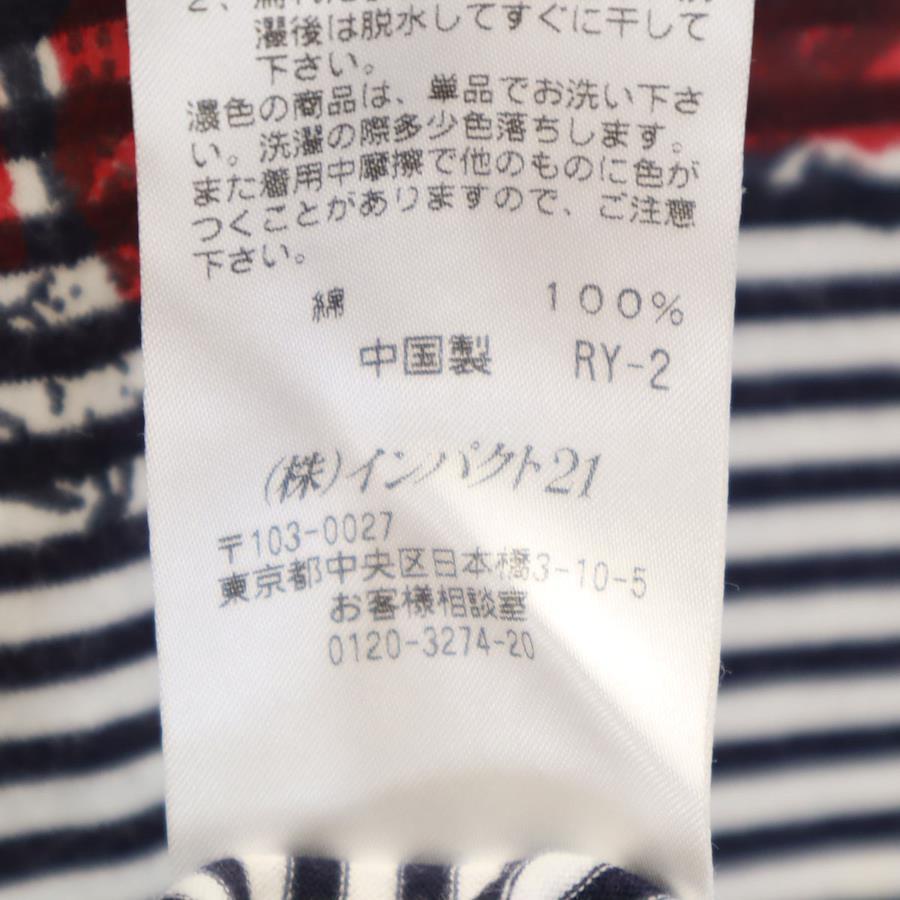 濯後は脱水してすぐに干して
下さい。
濃色の商品は、単品でお洗い下さ
い。洗濯の際多少色落ちします。
また着用中摩擦で他のものに色が
つくことがありますので、ご注意
下さい。
綿 100%
中国製 RY-2
(株)インパクト21
〒103-0027
東京都中央区日本橋3-10-5
お客様相談室
0120-3274-20